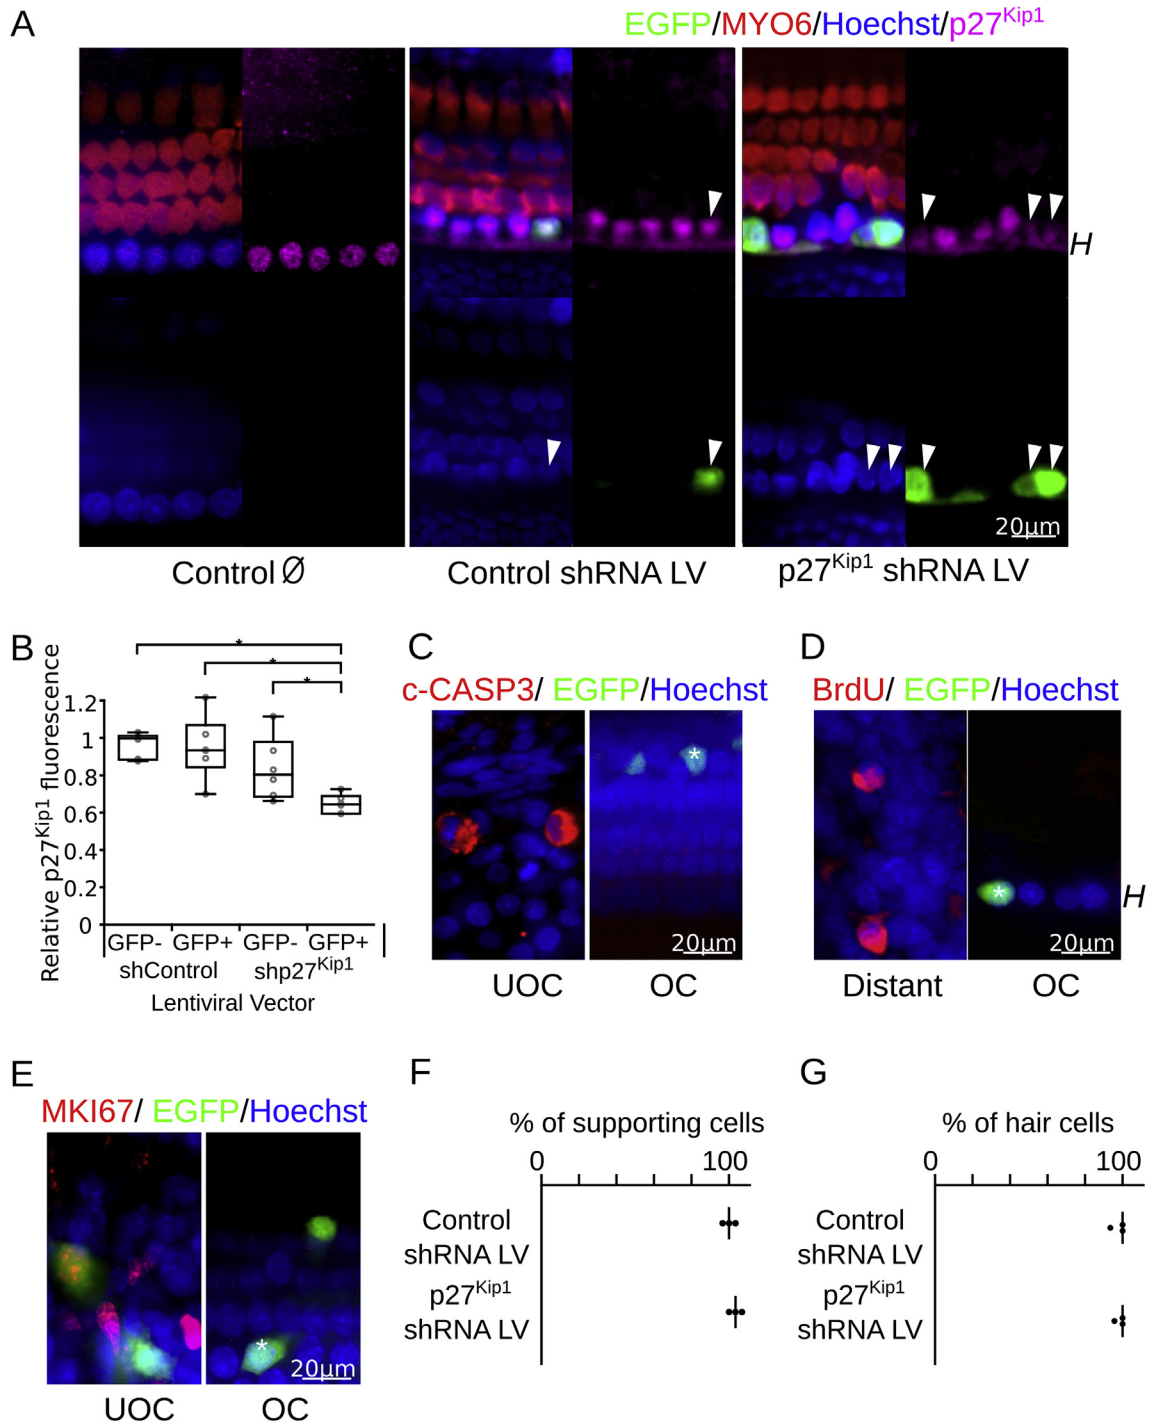 A
EGFP/MYO6/Hoechst/p27Kip1
H
20µm
Control Ø
Control shRNA LV
p27Kip1 shRNA LV
B
Relative p27Kip1 fluorescence
*
*
*
1.2
1
0.8
0.6
0.4
0.2
0
GFP- GFP+ GFP- GFP+
shControl shp27Kip1
Lentiviral Vector
C
c-CASP3/ EGFP/Hoechst
*
20µm
UOC OC
D
BrdU/ EGFP/Hoechst
*
H
20µm
Distant OC
E
MKI67/ EGFP/Hoechst
*
20µm
UOC OC
F
% of supporting cells
0 100
Control
shRNA LV
p27Kip1
shRNA LV
G
% of hair cells
0 100
Control
shRNA LV
p27Kip1
shRNA LV